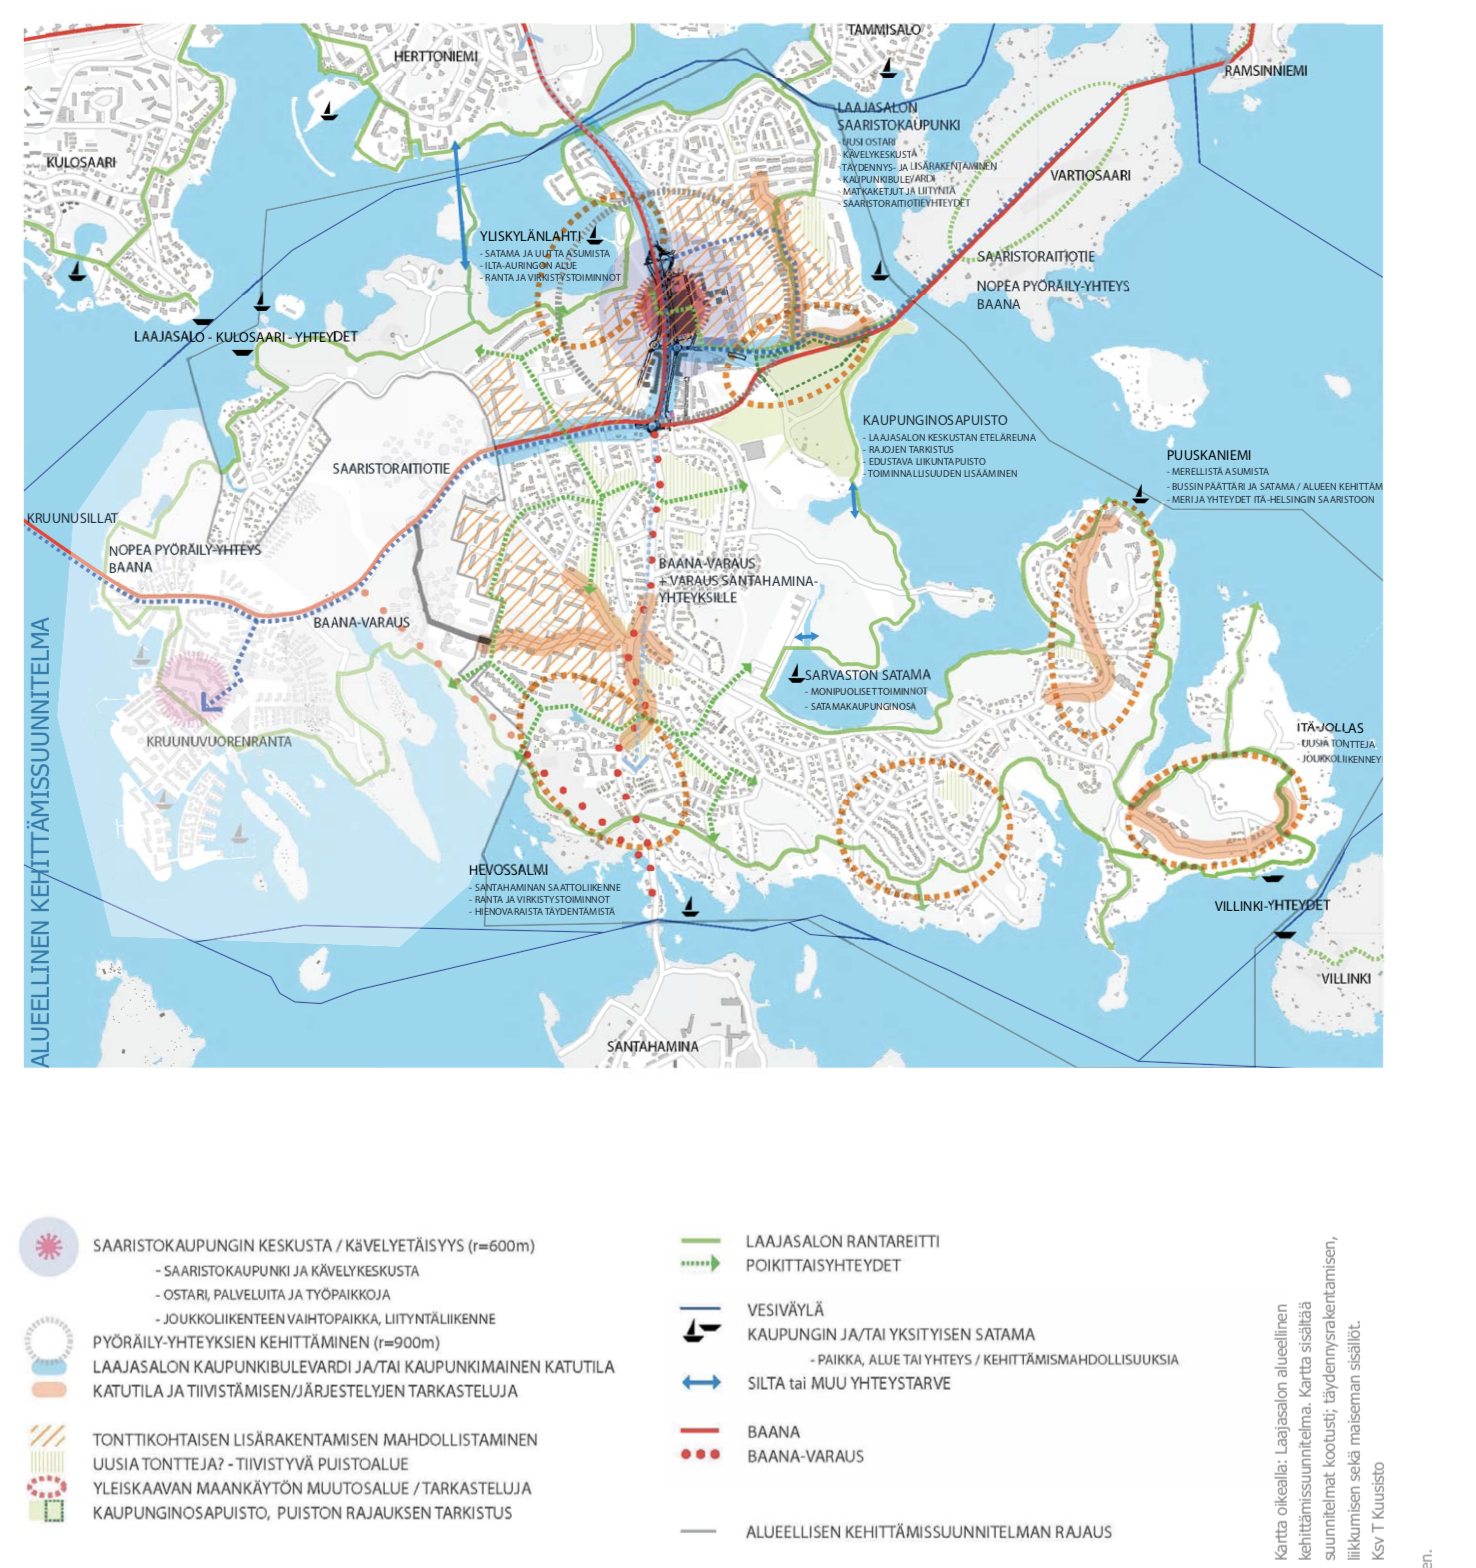 TAMMISALO
HERTTONIEMI
RAMSINNIEMI
KULOSAARI
LAAJASALON
SAARISTOKAUPUNKI
- UUSI OSTARI
- KÄVELYKESKUSTA
- TÄYDENNYS- JA LISÄRAKENTAMINEN
- KAUPUNKIBULEVARDI
- MATKAKETJUT JA LIITYNTÄ
- SAARISTORAITIOTIEYHTEYDET
VARTIOSAARI
YLISKYLÄNLAHTI
- SATAMA JA UUTTA ASUMISTA
- ILTA-AURINGON ALUE
- RANTA JA VIRKISTYSTOIMINNOT
SAARISTORAITIOTIE
NOPEA PYÖRÄILY-YHTEYS
BAANA
LAAJASALO - KULOSAARI - YHTEYDET
KAUPUNGINOSAPUISTO
- LAAJASALON KESKUSTAN ETELÄREUNA
- RAJOJEN TARKISTUS
- EDUSTAVA LIIKUNTAPUISTO
- TOIMINNALLISUUDEN LISÄÄMINEN
PUUSKANIEMI
- MERELLISTÄ ASUMISTA
- BUSSIN PÄÄTTÄRI JA SATAMA / ALUEEN KEHITTÄM
- MERI JA YHTEYDET ITÄ-HELSINGIN SAARISTOON
SAARISTORAITIOTIE
KRUUNUSILLAT
NOPEA PYÖRÄILY-YHTEYS
BAANA
BAANA-VARAUS
+ VARAUS SANTAHAMINA-
YHTEYKSILLE
BAANA-VARAUS
SARVASTON SATAMA
- MONIPUOLISET TOIMINNOT
- SATAMAKAUPUNGINOSA
KRUUNUVUORENRANTA
ITÄ-JOLLAS
- UUSIA TONTTEJA
- JOUKKOLIIKENNEY
HEVOSSALMI
- SANTAHAMINAN SAATTOLIIKENNE
- RANTA JA VIRKISTYSTOIMINNOT
- HIENOVARAISTA TÄYDENTÄMISTÄ
VILLINKI-YHTEYDET
VILLINKI
SANTAHAMINA
ALUEELLINEN KEHITTÄMISSUUNNITELMA
SAARISTOKAUPUNGIN KESKUSTA / KäVELYETÄISYYS (r=600m)
- SAARISTOKAUPUNKI JA KÄVELYKESKUSTA
- OSTARI, PALVELUITA JA TYÖPAIKKOJA
- JOUKKOLIIKENTEEN VAIHTOPAIKKA, LIITYNTÄLIIKENNE
PYÖRÄILY-YHTEYKSIEN KEHITTÄMINEN (r=900m)
LAAJASALON KAUPUNKIBULEVARDI JA/TAI KAUPUNKIMAINEN KATUTILA
KATUTILA JA TIIVISTÄMISEN/JÄRJESTELYJEN TARKASTELUJA
TONTTIKOHTAISEN LISÄRAKENTAMISEN MAHDOLLISTAMINEN
UUSIA TONTTEJA? - TIIVISTYVÄ PUISTOALUE
YLEISKAAVAN MAANKÄYTÖN MUUTOSALUE / TARKASTELUJA
KAUPUNGINOSAPUISTO, PUISTON RAJAUKSEN TARKISTUS
LAAJASALON RANTAREITTI
POIKITTAISYHTEYDET
VESIVÄYLÄ
KAUPUNGIN JA/TAI YKSITYISEN SATAMA
- PAIKKA, ALUE TAI YHTEYS / KEHITTÄMISMAHDOLLISUUKSIA
SILTA tai MUU YHTEYSTARVE
BAANA
BAANA-VARAUS
ALUEELLISEN KEHITTÄMISSUUNNITELMAN RAJAUS
Kartta oikealla: Laajasalon alueellinen
kehittämissuunnitelma. Kartta sisältää
suunnitelmat kootusti; täydennysrakentamisen,
liikkumisen sekä maiseman sisällöt.
Ksv T Kuusisto
en.